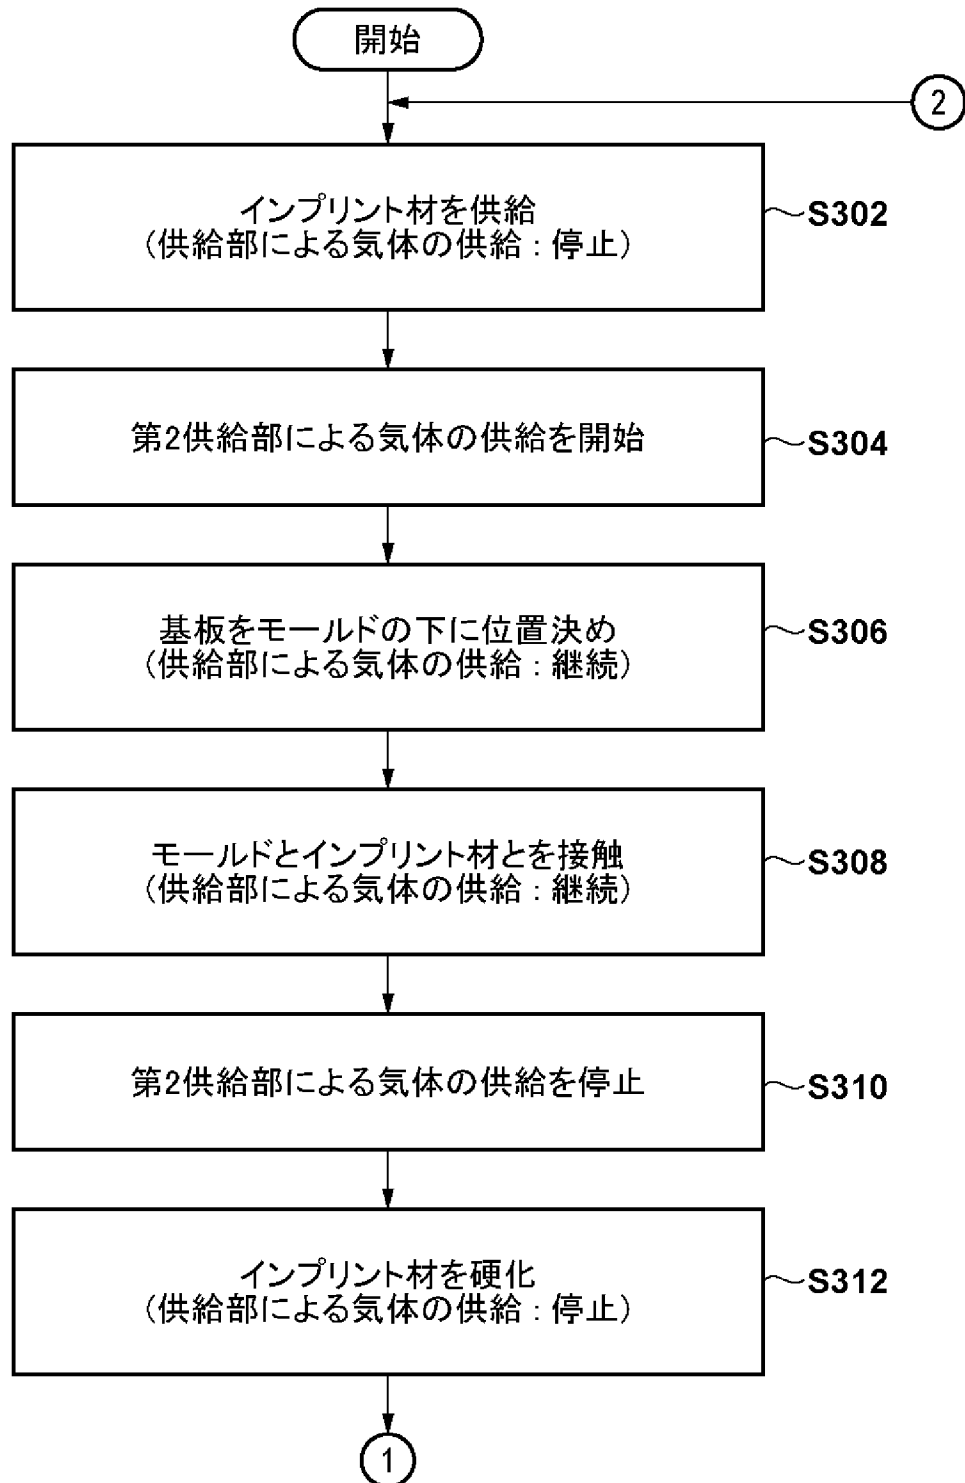 開始
2
インプリント材を供給
(供給部による気体の供給:停止)
S302
第2供給部による気体の供給を開始
S304
基板をモールドの下に位置決め
(供給部による気体の供給:継続)
S306
モールドとインプリント材とを接触
(供給部による気体の供給:継続)
S308
第2供給部による気体の供給を停止
S310
インプリント材を硬化
(供給部による気体の供給:停止)
S312
1